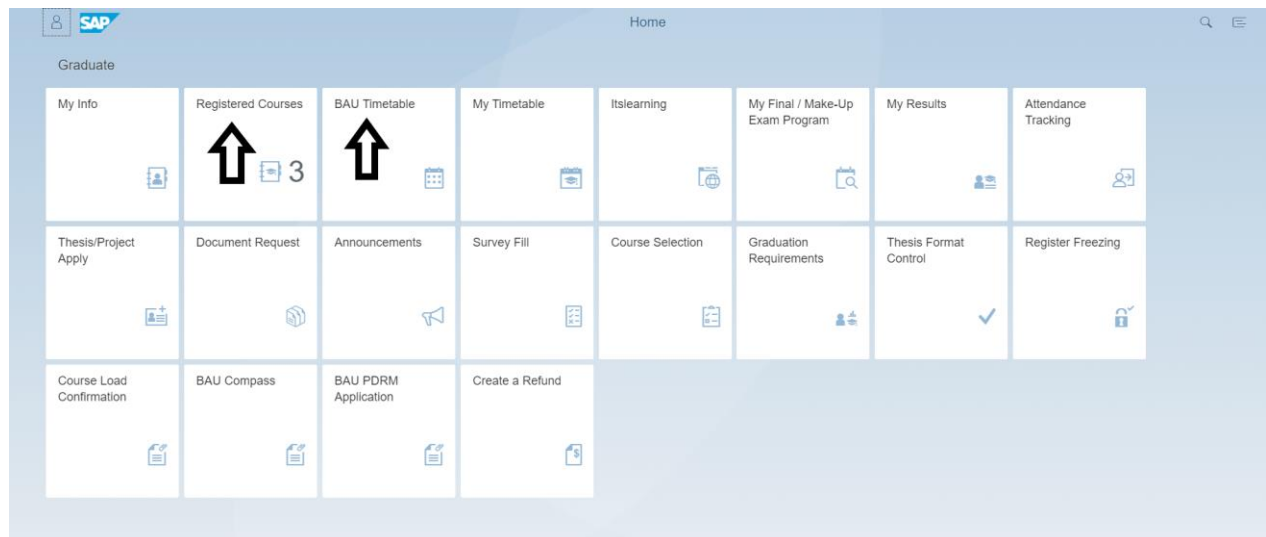 SAP
Home
Graduate
My Info
Registered Courses
3
BAU Timetable
My Timetable
Itslearning
My Final / Make-Up
Exam Program
My Results
Attendance
Tracking
Thesis/Project
Apply
Document Request
Announcements
Survey Fill
Course Selection
Graduation
Requirements
Thesis Format
Control
Register Freezing
Course Load
Confirmation
BAU Compass
BAU PDRM
Application
Create a Refund